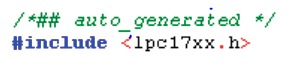 /*## auto_generated */
#include <lpc17xx.h>